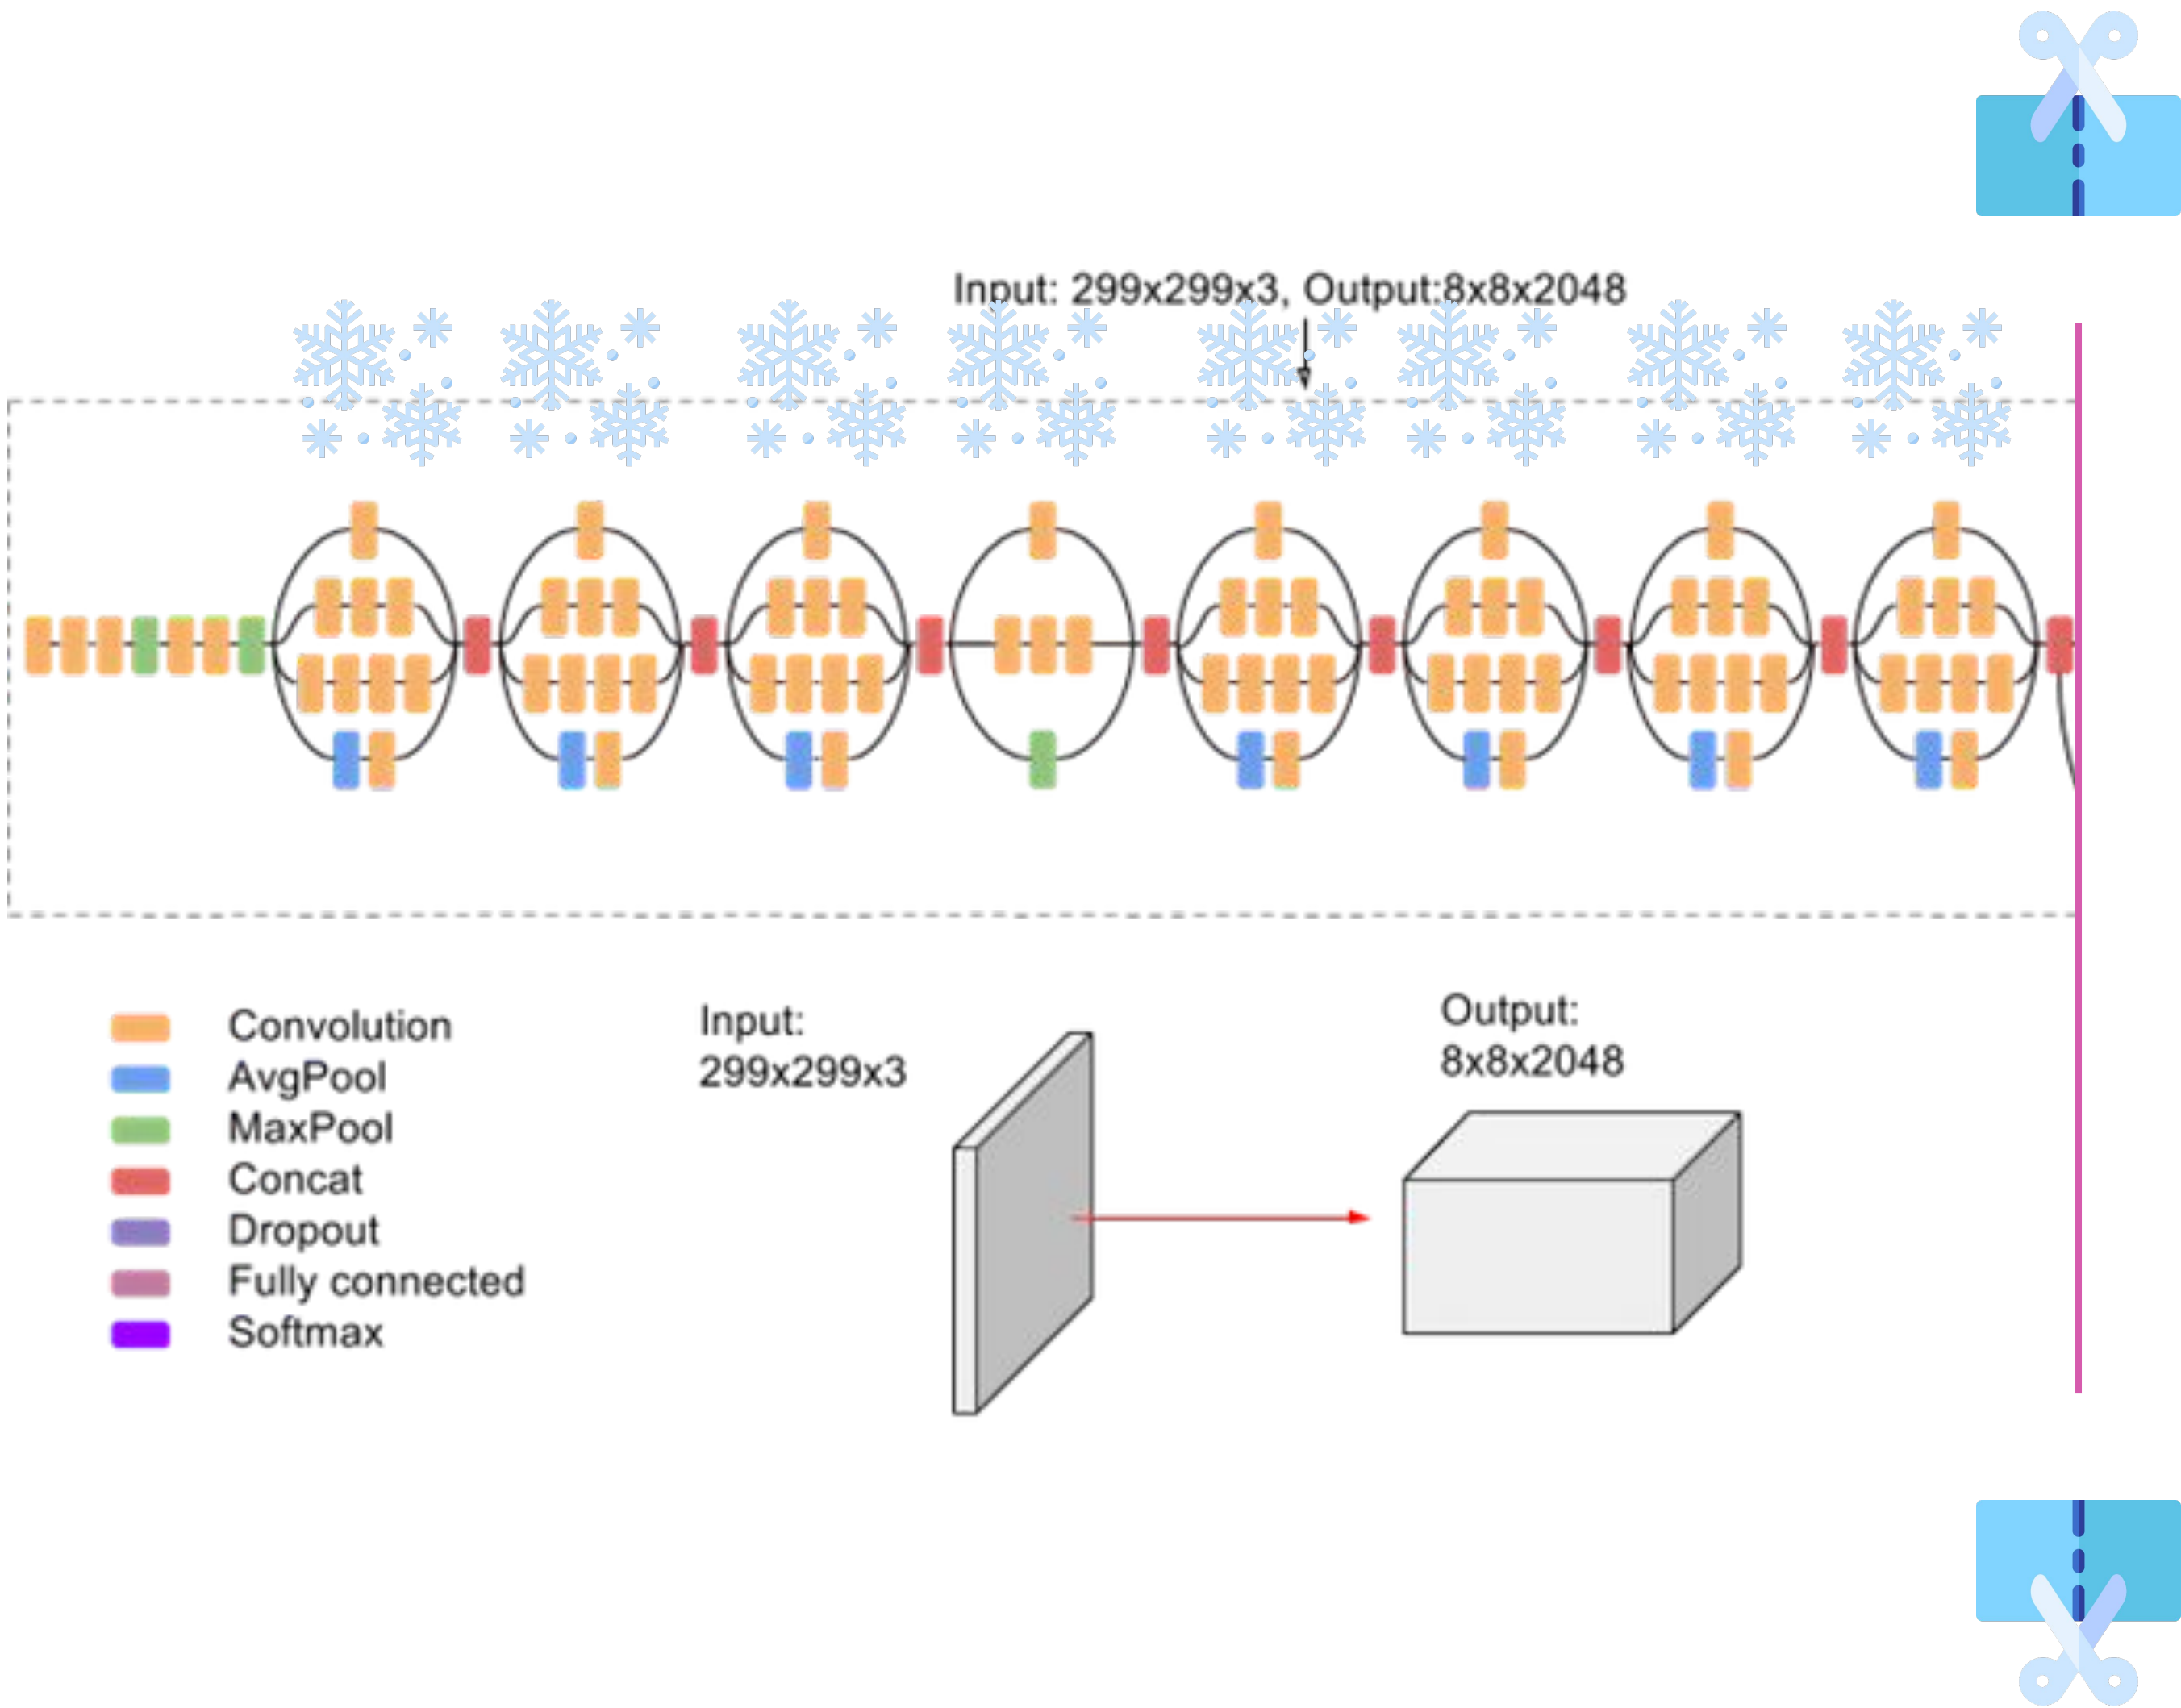 Input: 299x299x3, Output:8x8x2048
Convolution
AvgPool
MaxPool
Concat
Dropout
Fully connected
Softmax
Input:
299x299x3
Output:
8x8x2048